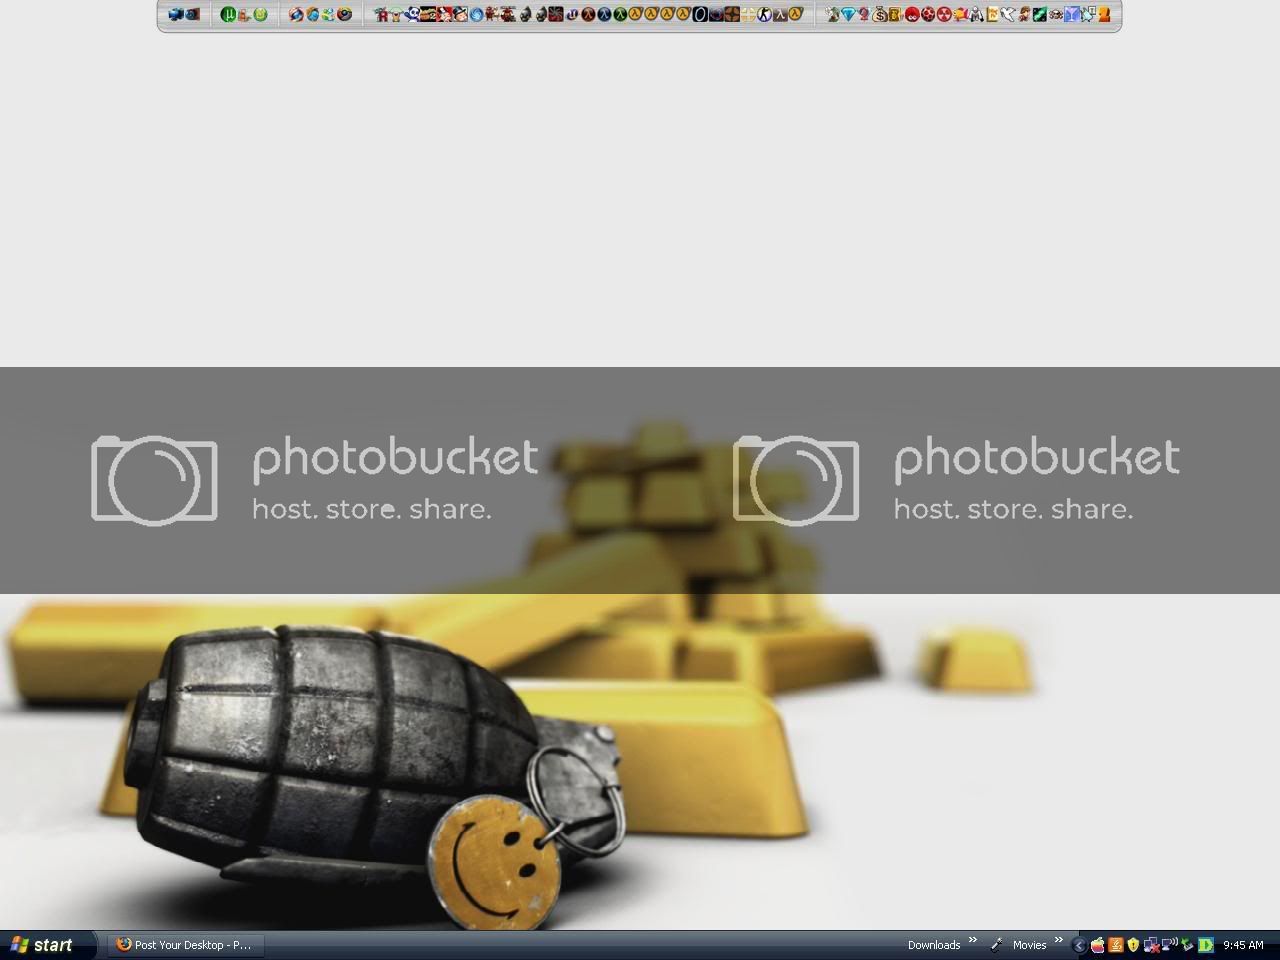 photobucket
host. store. share.
photobucket
host. store. share.
start
Post Your Desktop - P...
Downloads »
Movies »
9:45 AM